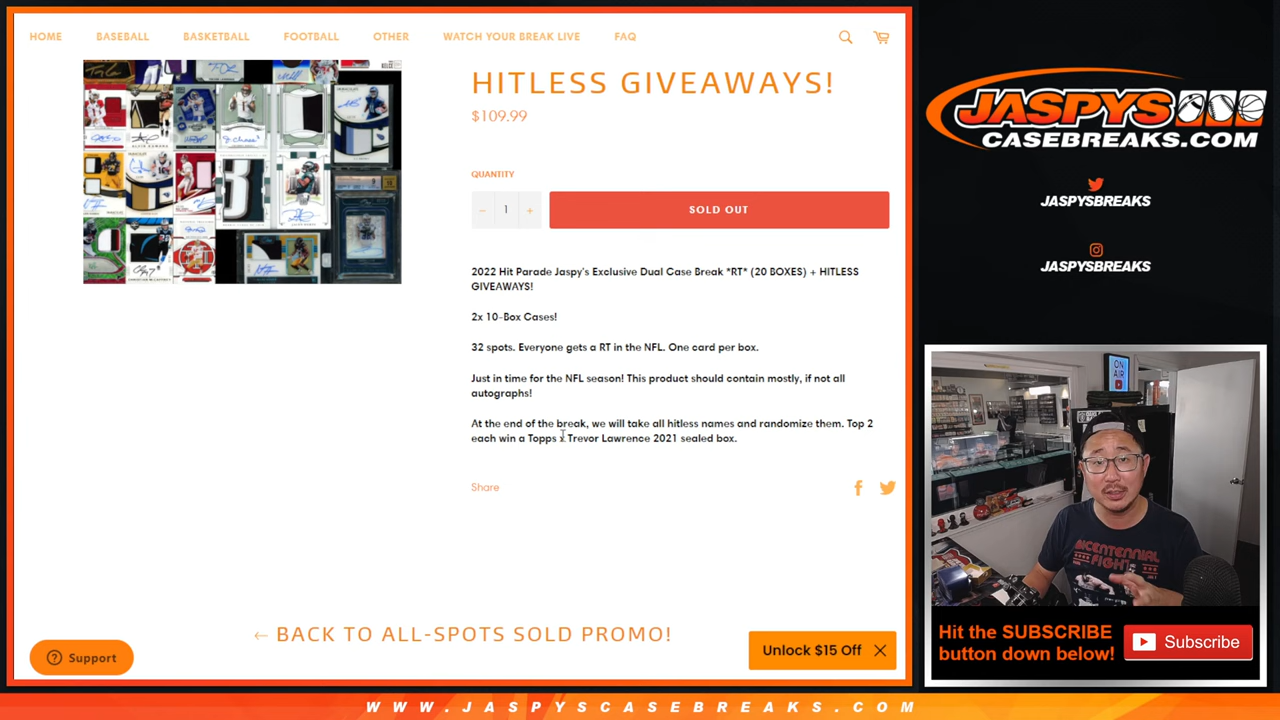 HOME
BASEBALL
BASKETBALL
FOOTBALL
OTHER
WATCH YOUR BREAK LIVE
FAQ
HITLESS GIVEAWAYS!
$109.99
QUANTITY
− 1 +
SOLD OUT
2022 Hit Parade Jaspy's Exclusive Dual Case Break *RT* (20 BOXES) + HITLESS
GIVEAWAYS!
2x 10-Box Cases!
32 spots. Everyone gets a RT in the NFL. One card per box.
Just in time for the NFL season! This product should contain mostly, if not all
autographs!
At the end of the break, we will take all hitless names and randomize them. Top 2
each win a Topps x Trevor Lawrence 2021 sealed box.
Share
← BACK TO ALL-SPOTS SOLD PROMO!
Support
Unlock $15 Off
JASPYS
CASEBREAKS.COM
JASPYSBREAKS
JASPYSBREAKS
ON
AIR
BICENTENNIAL
FIGHT
Hit the SUBSCRIBE
button down below!
Subscribe
WWW.JASPYSCASEBREAKS.COM